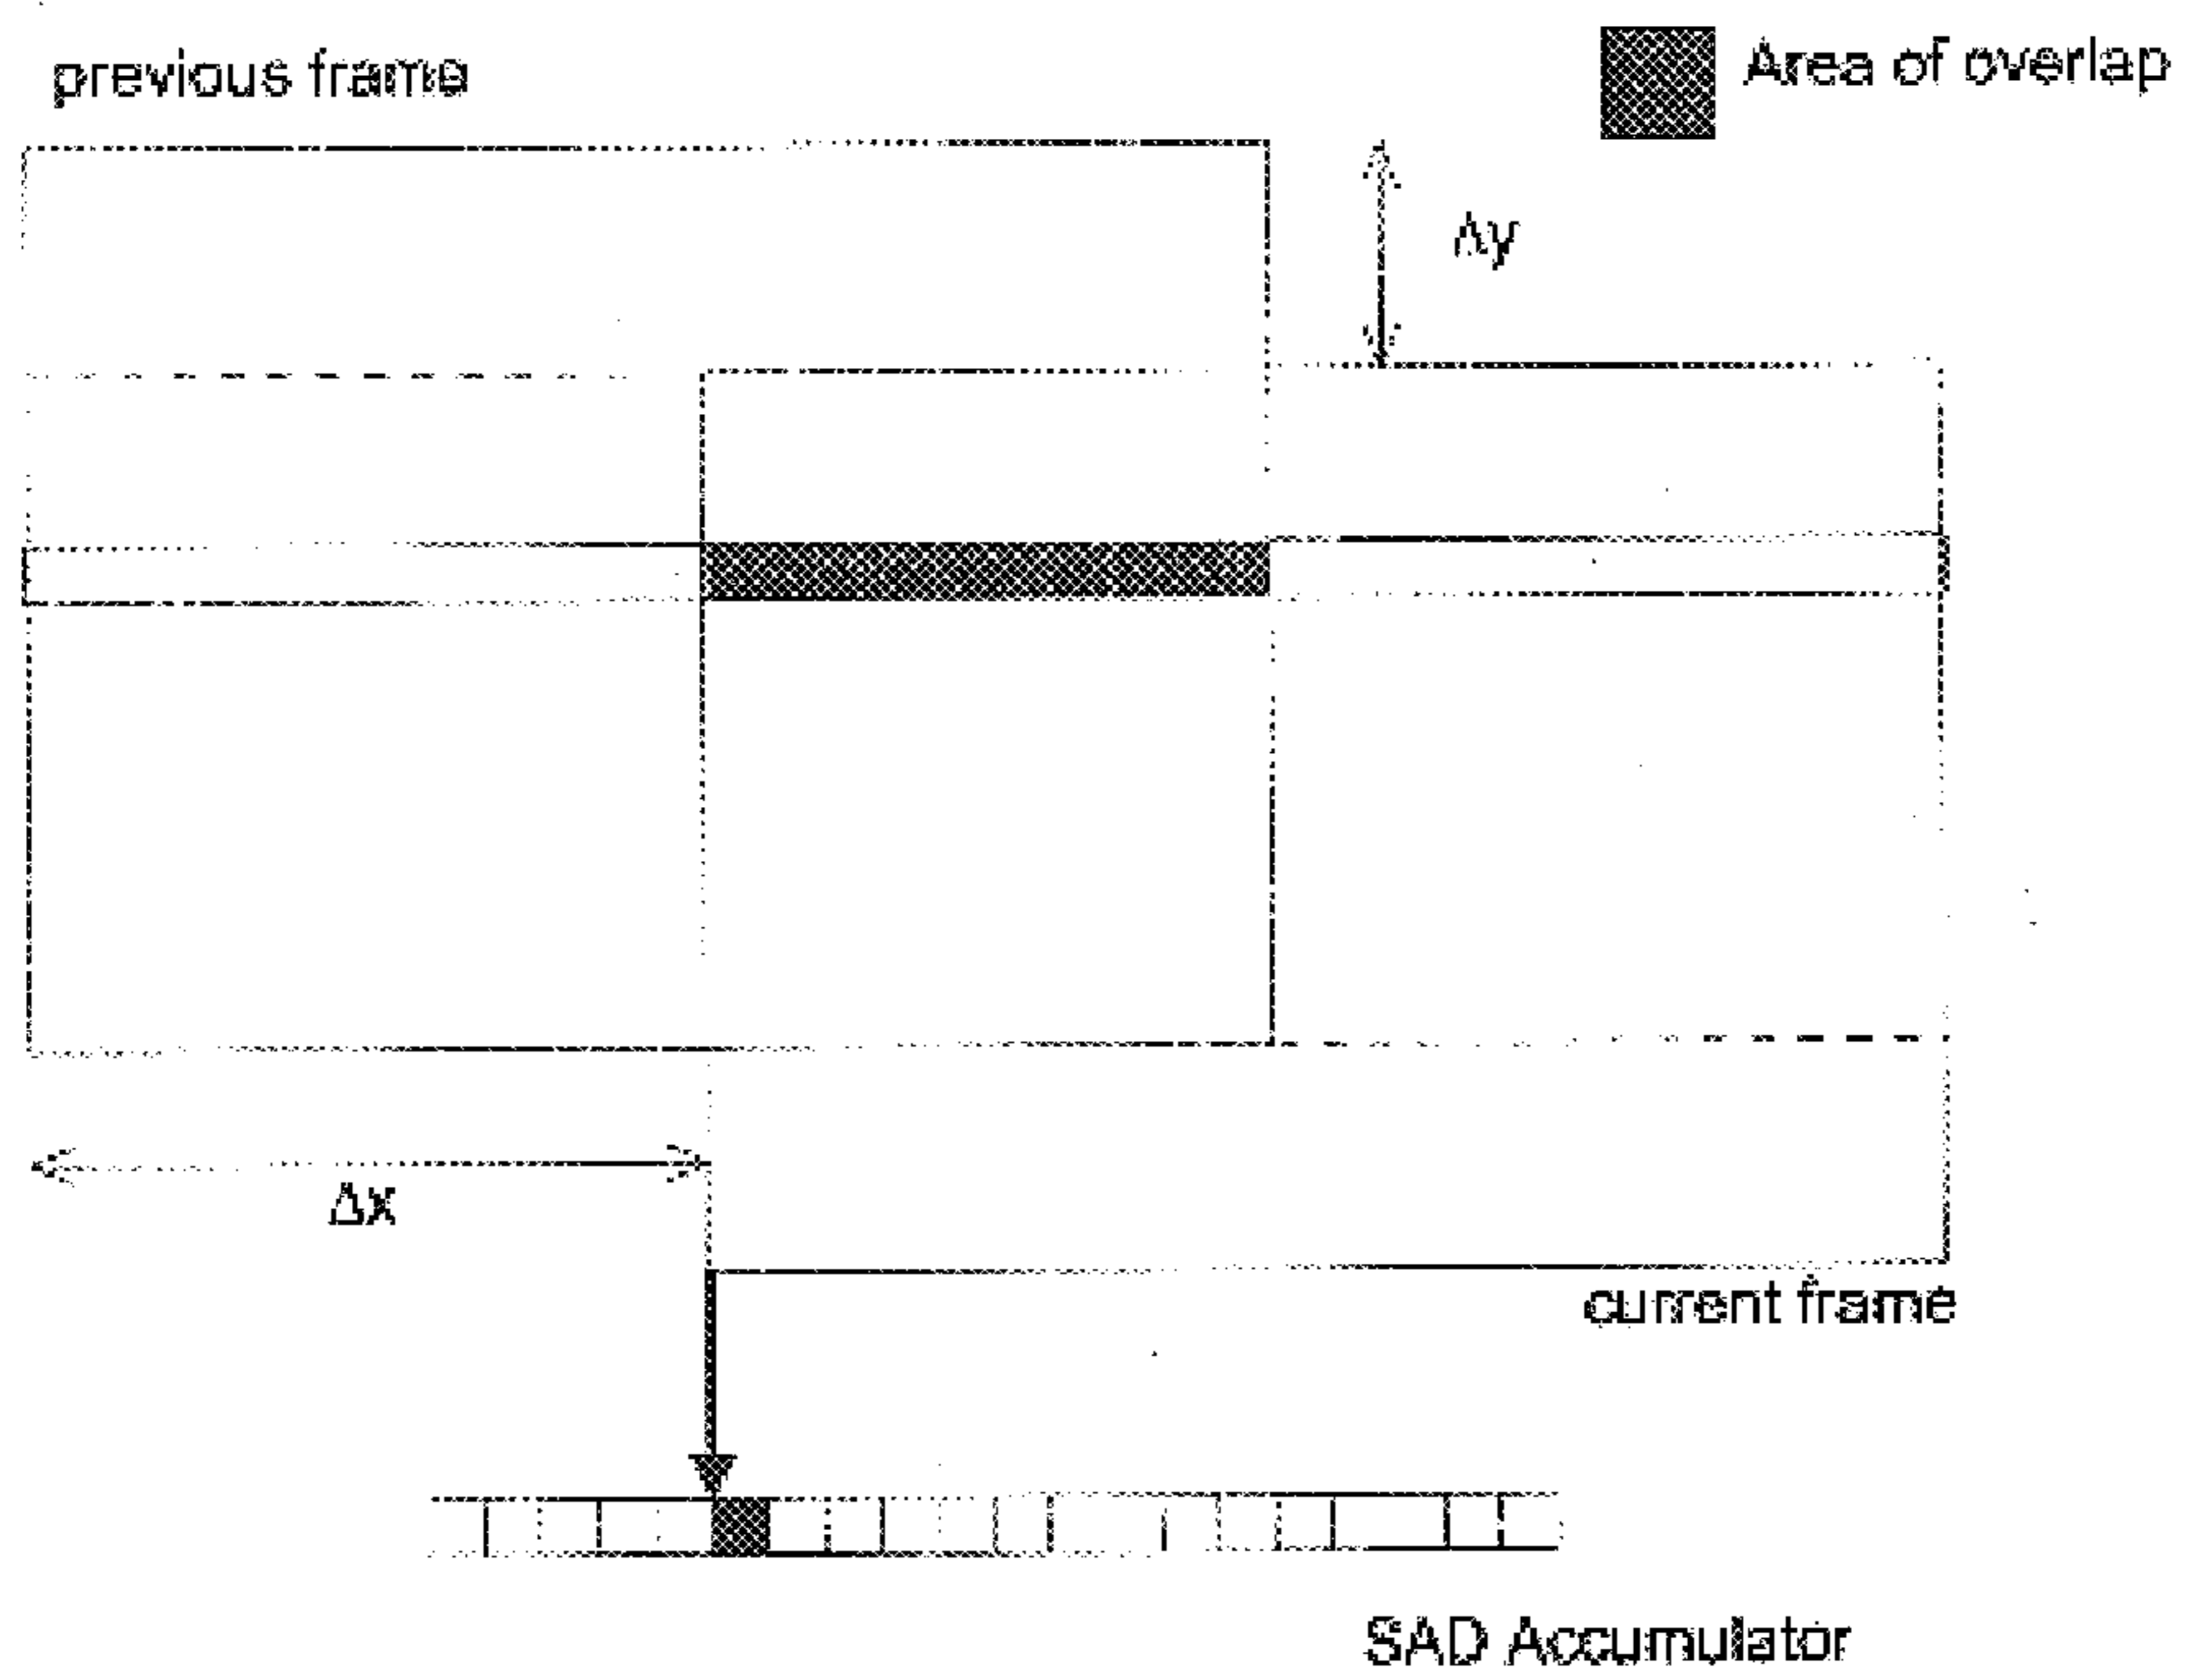 previous frame
Area of overlap
Δy
Δx
current frame
SAD Accumulator